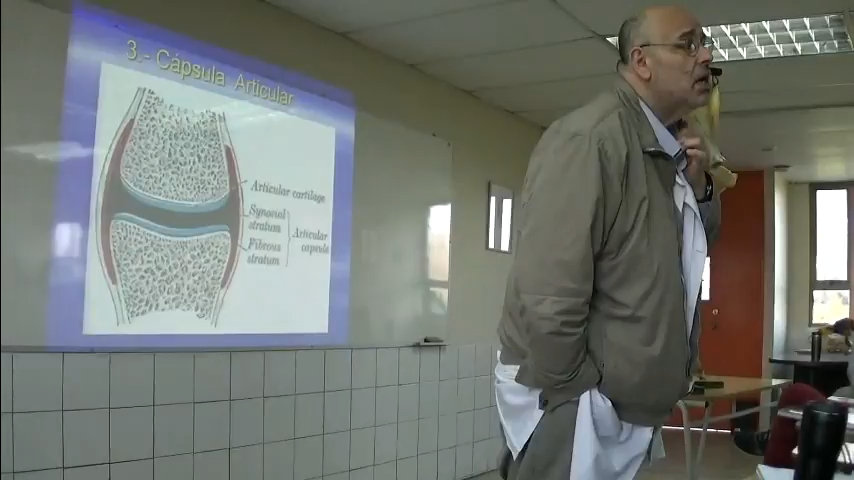 3.- Cápsula Articular
Articular cartilage
Synovial
stratum
Articular
capsule
Fibrous
stratum